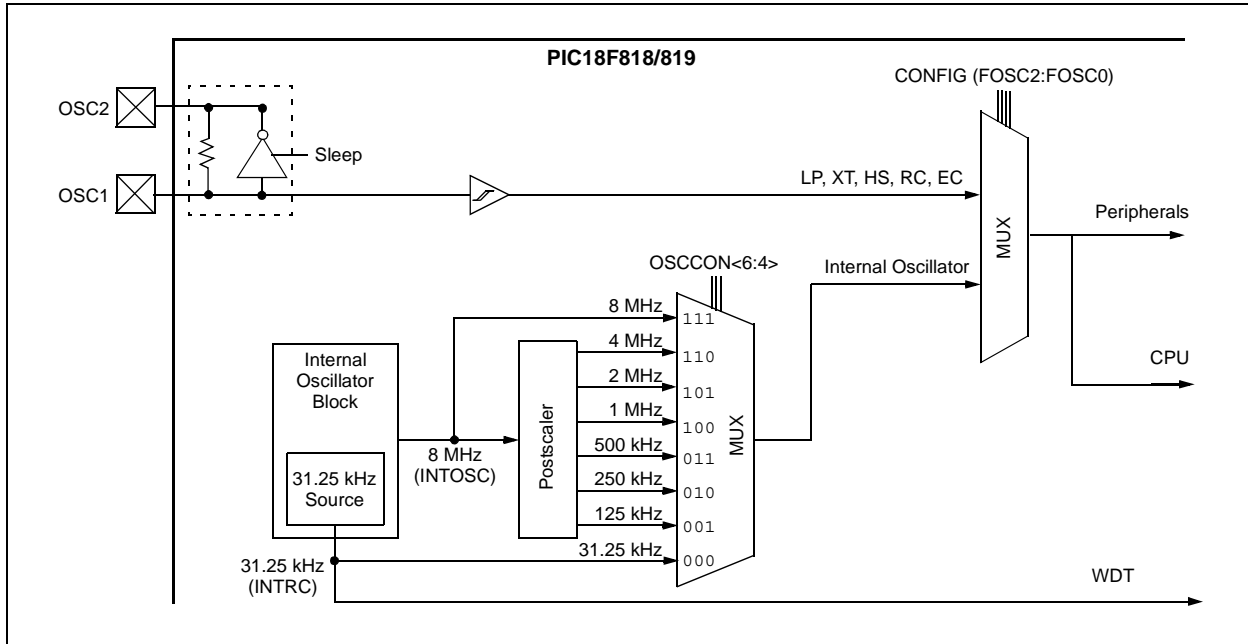 PIC18F818/819
CONFIG (FOSC2:FOSC0)
OSC2
Sleep
OSC1
LP, XT, HS, RC, EC
MUX
Peripherals
OSCCON<6:4>
Internal Oscillator
8 MHz
111
4 MHz
110
CPU
Internal
Oscillator
Block
2 MHz
101
1 MHz
100
MUX
8 MHz
(INTOSC)
Postscaler
500 kHz
011
31.25 kHz
Source
250 kHz
010
125 kHz
001
31.25 kHz
000
31.25 kHz
(INTRC)
WDT